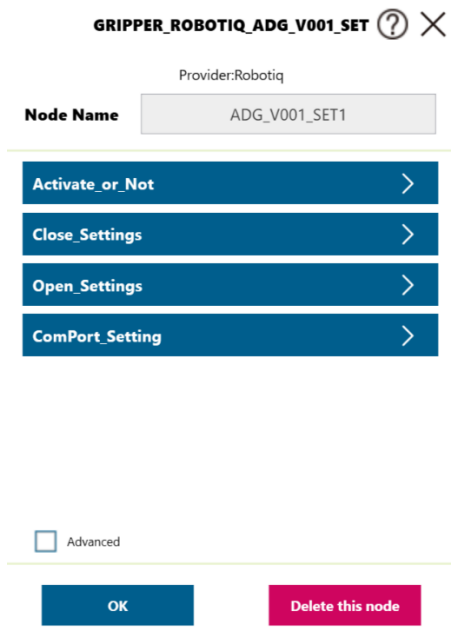 GRIPPER_ROBOTIQ_ADG_V001_SET ?
Provider:Robotiq
Node Name ADG_V001_SET1
Activate_or_Not
Close_Settings
Open_Settings
ComPort_Setting
Advanced
OK Delete this node